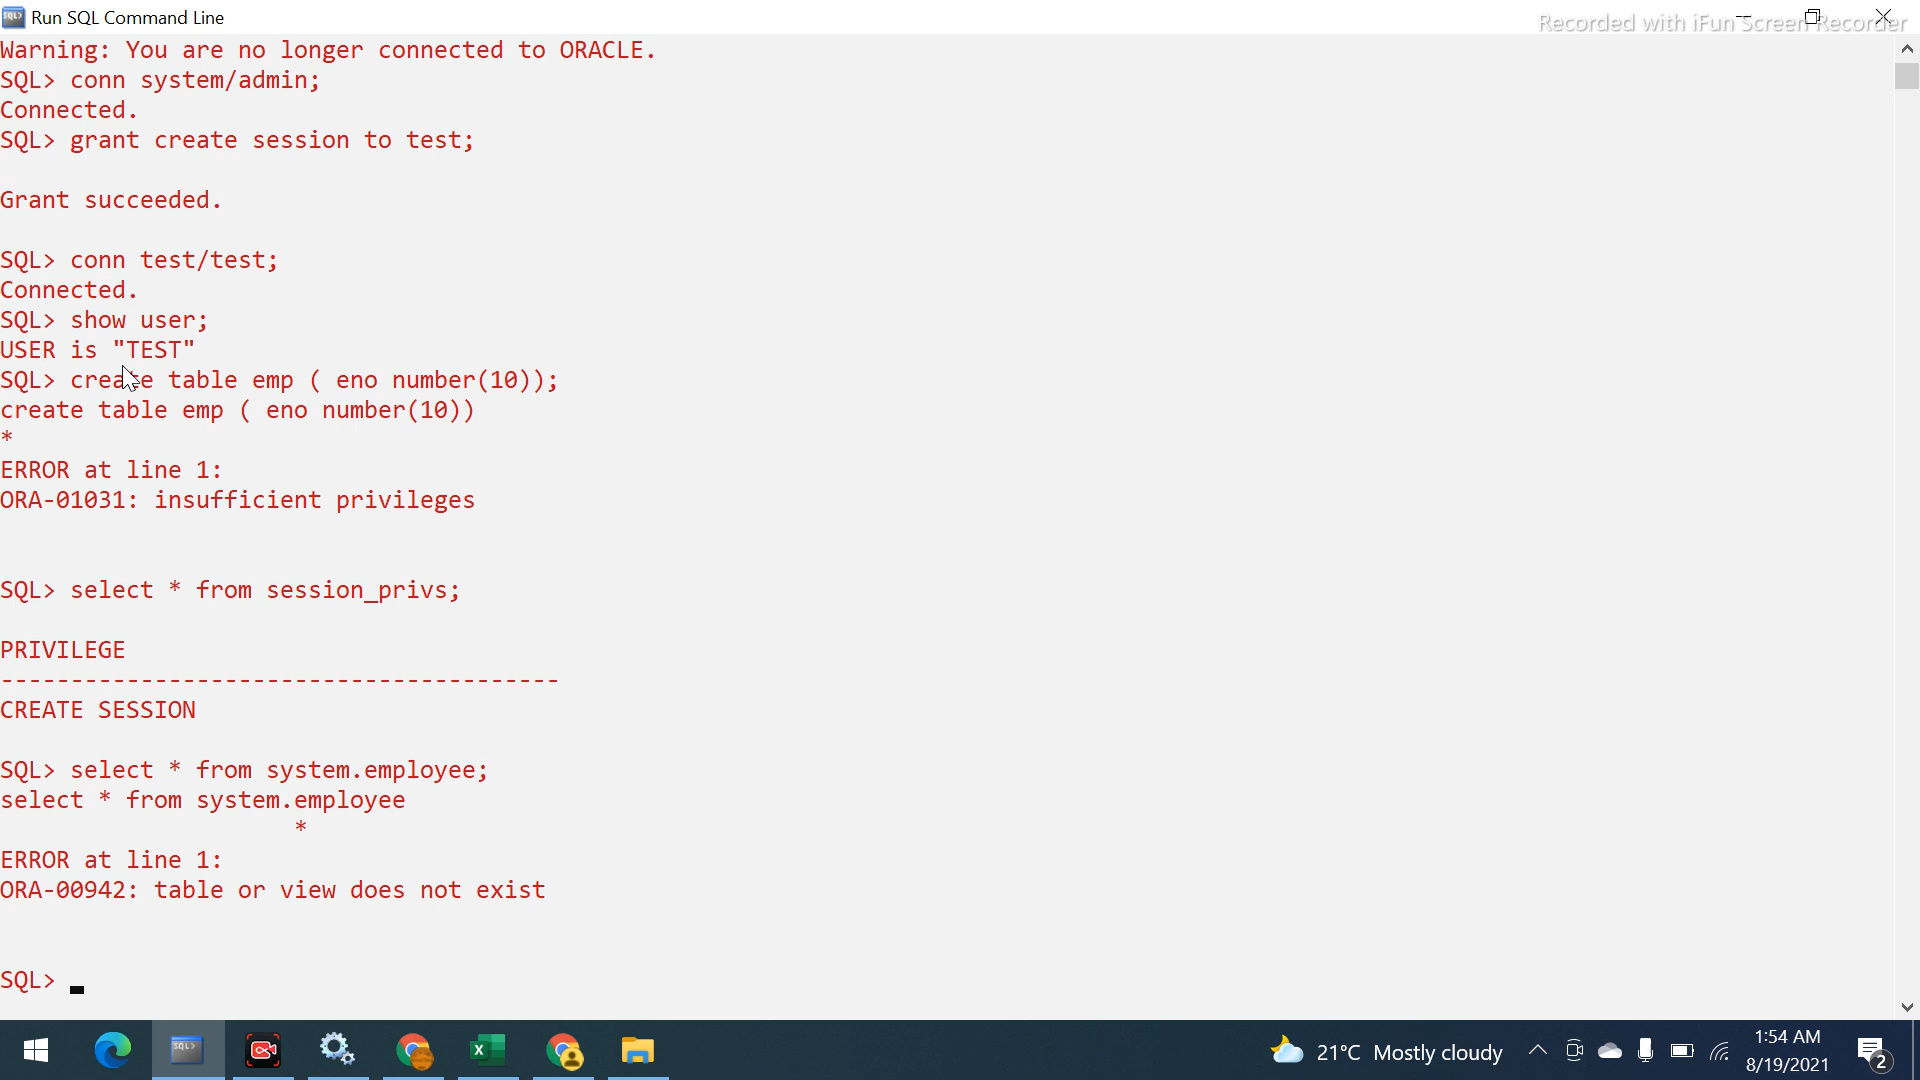 Run SQL Command Line
Recorded with iFun Screen Recorder
Warning: You are no longer connected to ORACLE.
SQL> conn system/admin;
Connected.
SQL> grant create session to test;
Grant succeeded.
SQL> conn test/test;
Connected.
SQL> show user;
USER is "TEST"
SQL> create table emp ( eno number(10));
create table emp ( eno number(10))
*
ERROR at line 1:
ORA-01031: insufficient privileges
SQL> select * from session_privs;
PRIVILEGE
----------------------------------------
CREATE SESSION
SQL> select * from system.employee;
select * from system.employee
*
ERROR at line 1:
ORA-00942: table or view does not exist
SQL>
21°C Mostly cloudy
1:54 AM
8/19/2021
2